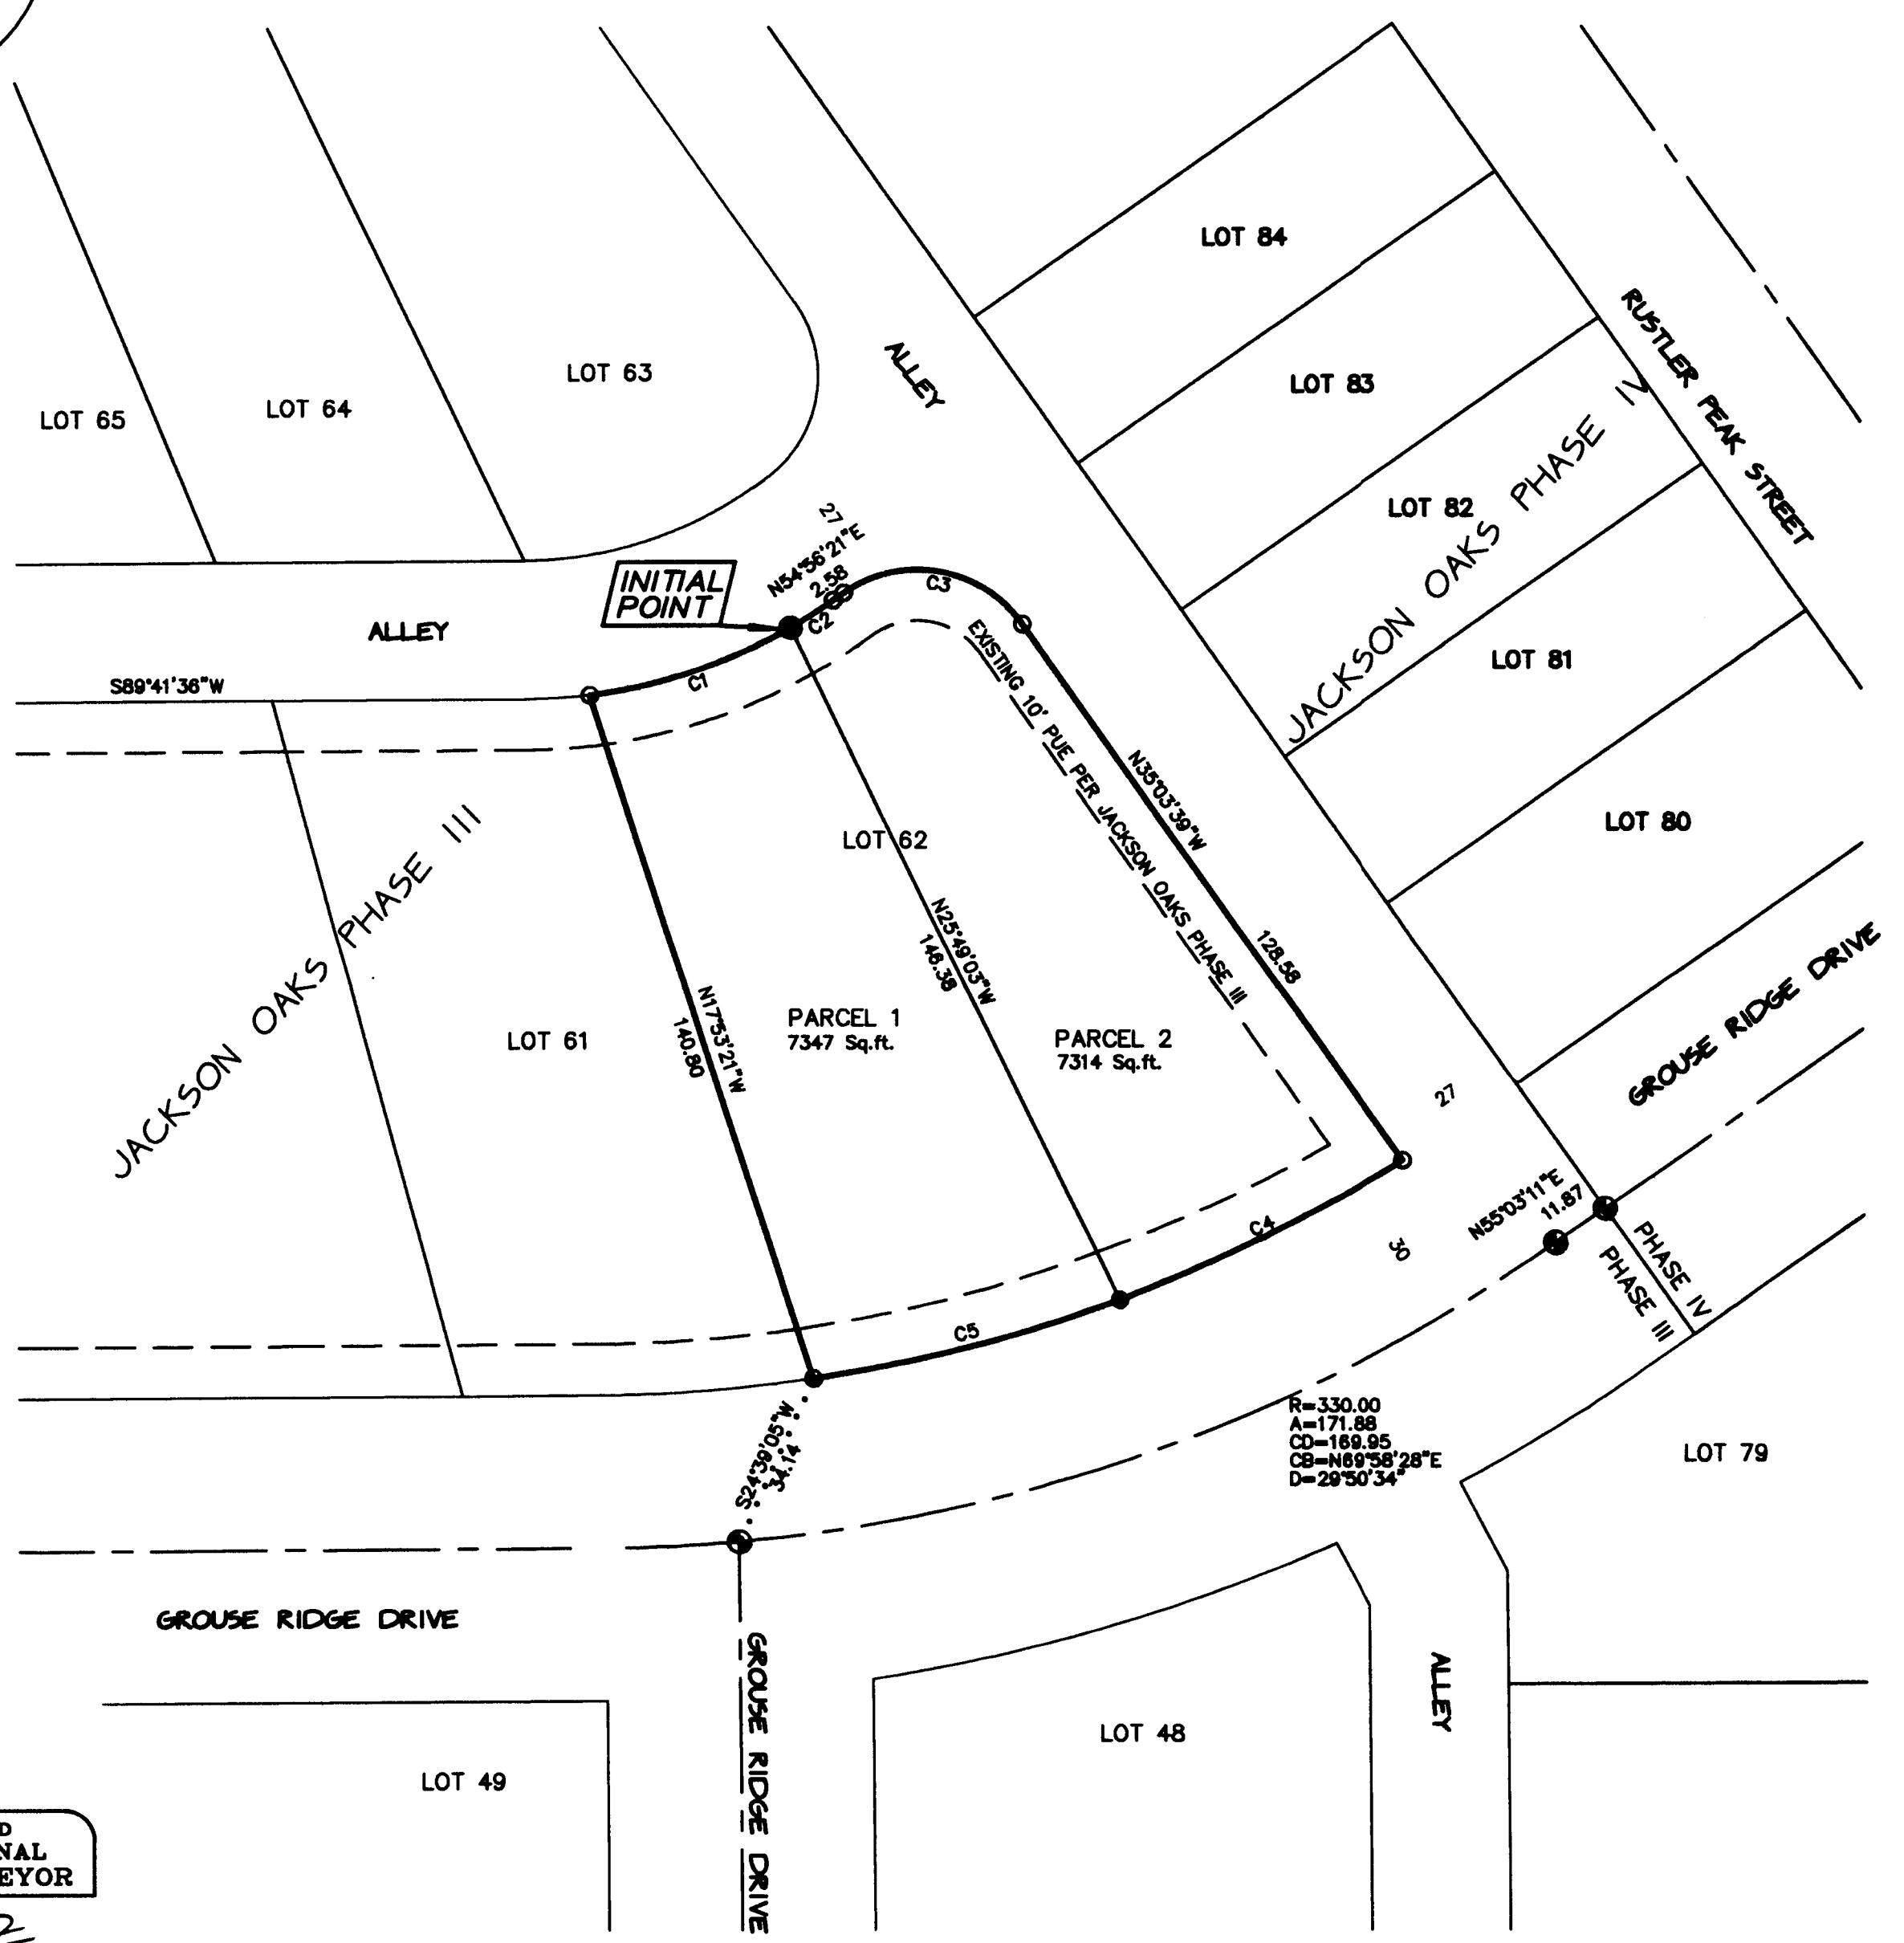 LOT 84
RUSTLER PEAK STREET
LOT 63
ALLEY
LOT 83
LOT 65
LOT 64
JACKSON OAKS PHASE IV
LOT 82
27
N54°56'21"E
2.58
INITIAL
POINT
C3
C2
ALLEY
EXISTING 10' PUE PER JACKSON OAKS PHASE III
LOT 81
S89°41'36"W
C1
N35°03'39"W
128.58
JACKSON OAKS PHASE III
LOT 62
LOT 80
N25°49'03"W
146.38
GROUSE RIDGE DRIVE
N17°53'21"W
140.80
LOT 61
PARCEL 1
7347 Sq.ft.
PARCEL 2
7314 Sq.ft.
27
N55°03'11"E
11.87
C4
30
PHASE IV
PHASE III
C5
S24°39'05"W
34.14
R=330.00
A=171.88
CD=169.95
CB=N69°58'28"E
D=29°50'34"
LOT 79
GROUSE RIDGE DRIVE
GROUSE RIDGE DRIVE
ALLEY
LOT 48
LOT 49
D
NAL
EYOR